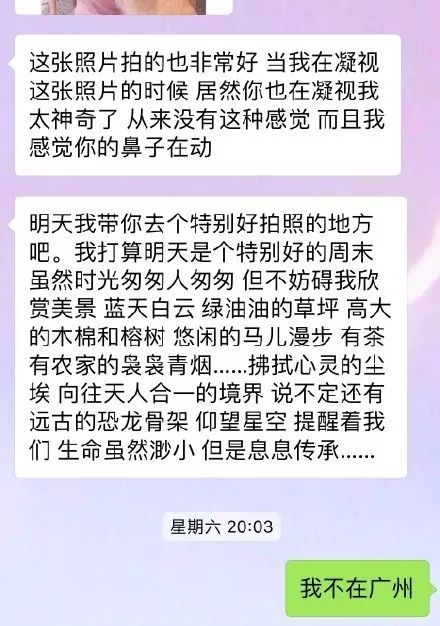 这张照片拍的也非常好 当我在凝视
这张照片的时候 居然你也在凝视我
太神奇了 从来没有这种感觉 而且我
感觉你的鼻子在动
明天我带你去个特别好拍照的地方
吧。我打算明天是个特别好的周末
虽然时光匆匆人匆匆 但不妨碍我欣
赏美景 蓝天白云 绿油油的草坪 高大
的木棉和榕树 悠闲的马儿漫步 有茶
有农家的袅袅青烟......拂拭心灵的尘
埃 向往天人合一的境界 说不定还有
远古的恐龙骨架 仰望星空 提醒着我
们 生命虽然渺小 但是息息传承......
星期六 20:03
我不在广州